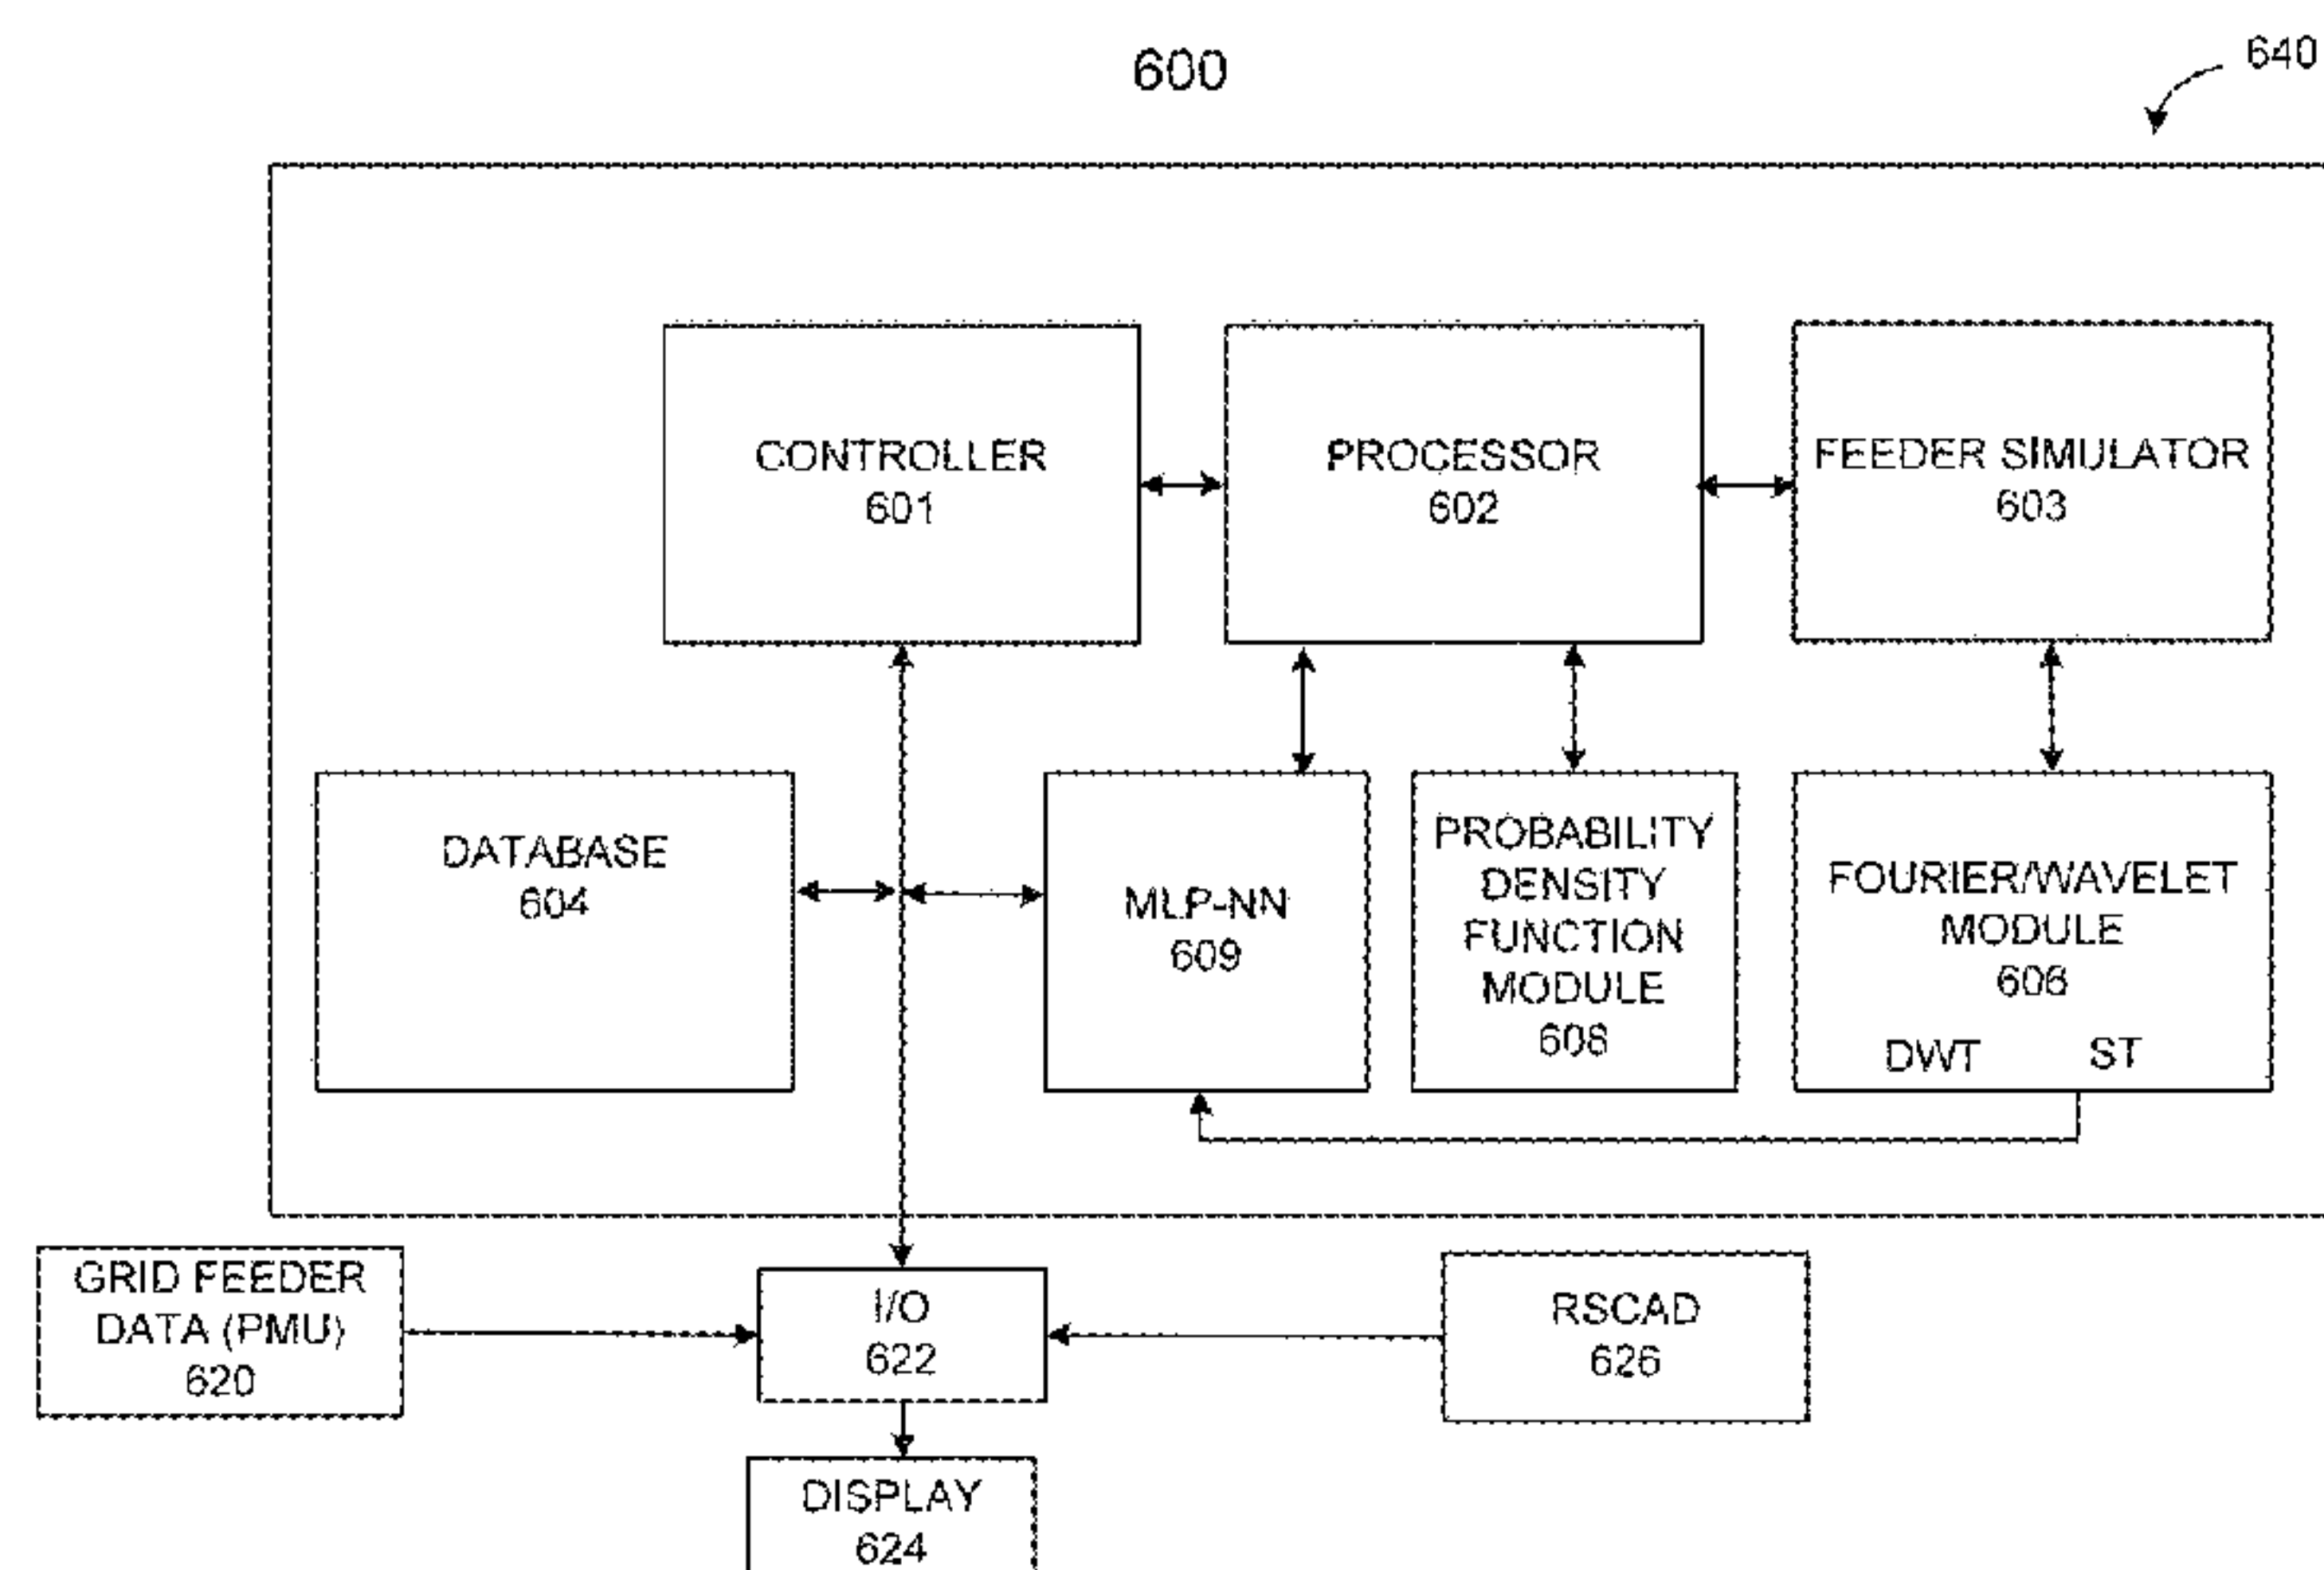 600
640
CONTROLLER
601
PROCESSOR
602
FEEDER SIMULATOR
603
DATABASE
604
MLP-NN
609
PROBABILITY
DENSITY
FUNCTION
MODULE
608
FOURIER/WAVELET
MODULE
606
DWT ST
GRID FEEDER
DATA (PMU)
620
I/O
622
RSCAD
626
DISPLAY
624